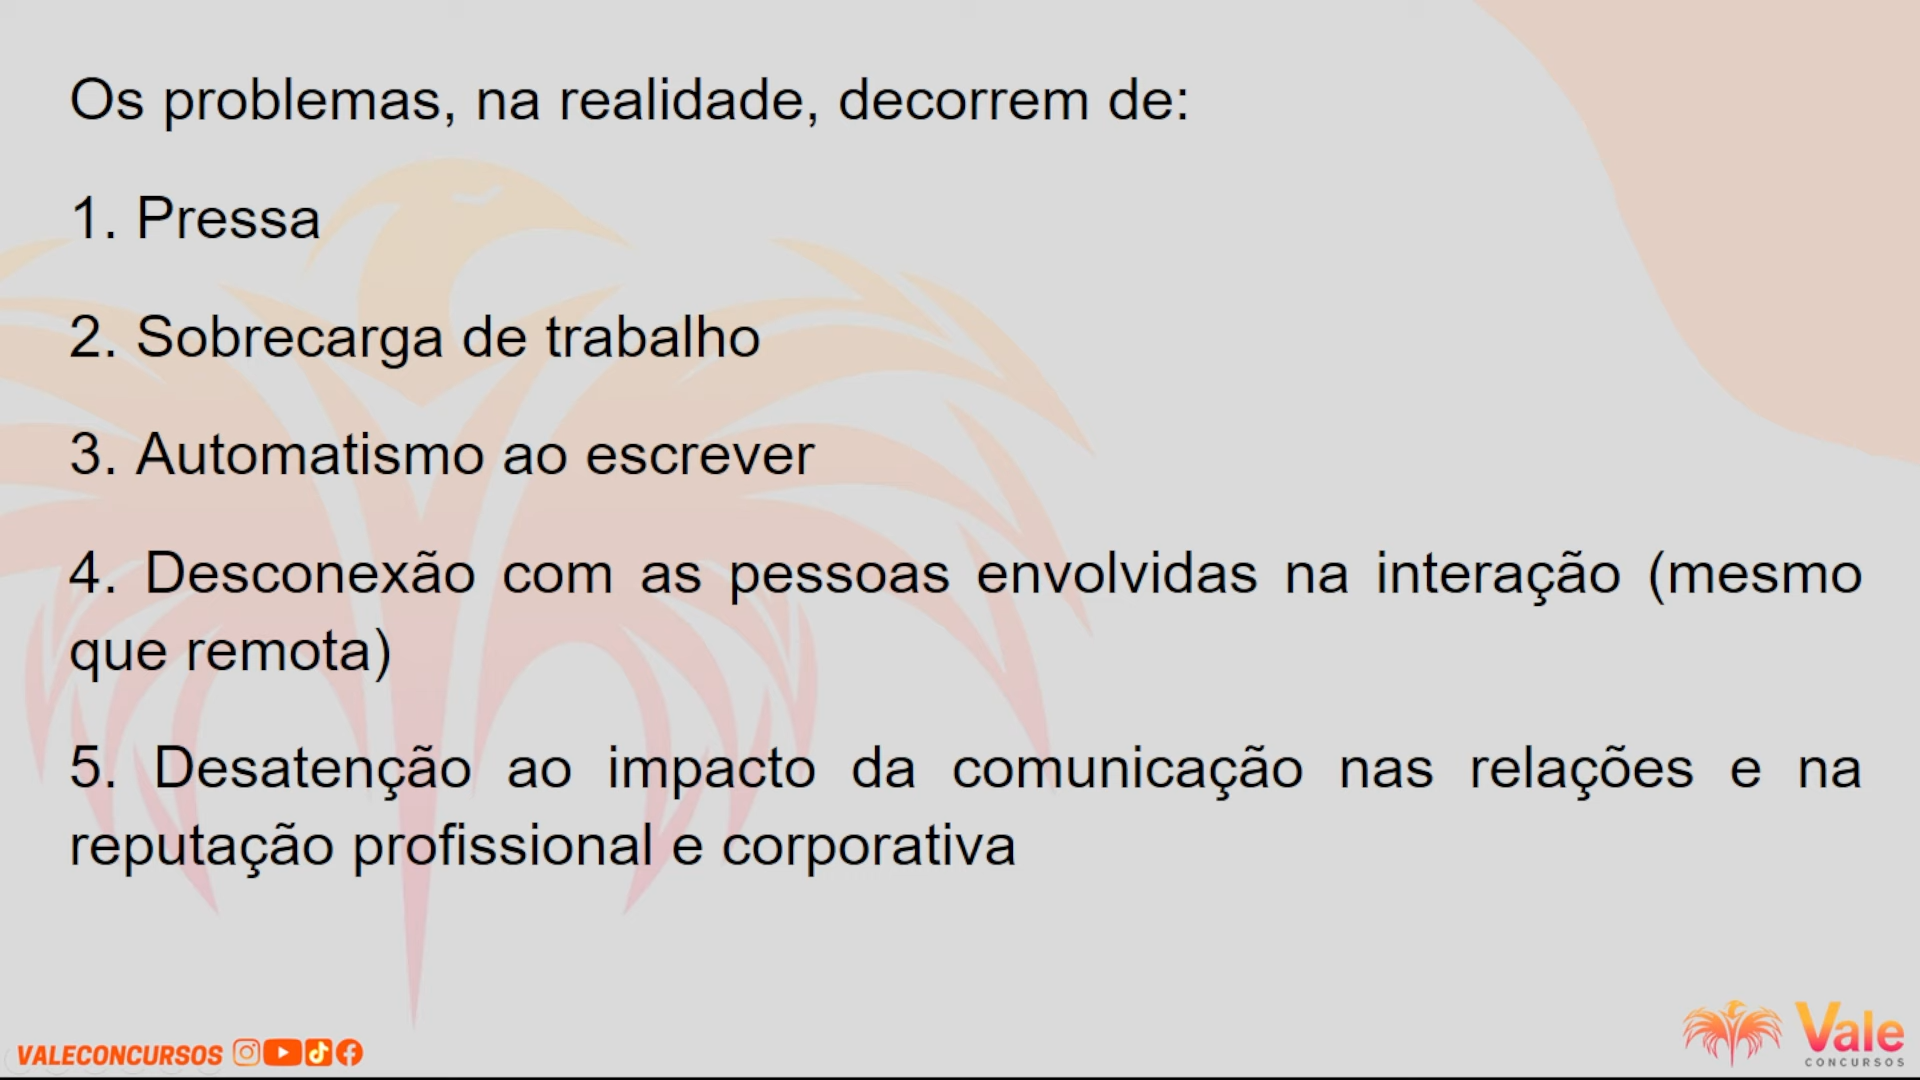 Os problemas, na realidade, decorrem de:
1. Pressa
2. Sobrecarga de trabalho
3. Automatismo ao escrever
4. Desconexão com as pessoas envolvidas na interação (mesmo
que remota)
5. Desatenção ao impacto da comunicação nas relações e na
reputação profissional e corporativa
VALECONCURSOS
Vale
CONCURSOS